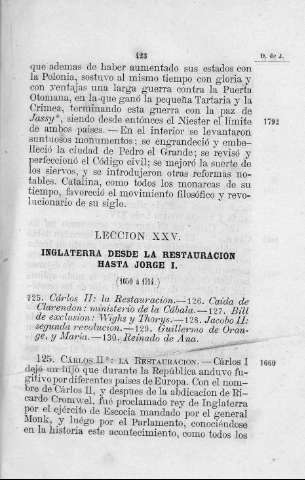 123
D. de J.
que ademas de haber aumentado sus estados con
la Polonia, sostuvo al mismo tiempo con gloria y
con ventajas una larga guerra contra la Puerta
Otomana, en la que ganó la pequeña Tartaria y la
Crímea, terminando esta guerra con la paz de
Jassy*, siendo desde entónces el Niester el límite
1792
de ambos paises. — En el interior se levantaron
suntuosos monumentos; se engrandeció y embe-
lleció la ciudad de Pedro el Grande; se revisó y
perfeccionó el Código civil; se mejoró la suerte de
los siervos, y se introdujeron otras reformas no-
tables. Catalina, como todos los monarcas de su
tiempo, favoreció el movimiento filosófico y revo-
lucionario de su siglo.
LECCION XXV.
INGLATERRA DESDE LA RESTAURACION
HASTA JORGE I.
(1660 á 1714.)
125. Cárlos II: la Restauracion.—126. Caida de
Clarendon: ministerio de la Cábala.—127. Bill
de exclusion: Wighs y Thorys.—128. Jacobo II:
segunda revolucion.—129. Guillermo de Oran-
ge, y María.—130. Reinado de Ana.
125. CÁRLOS II*: LA RESTAURACION. — Cárlos I
1660
dejó un hijo que durante la República anduvo fu-
gitivo por diferentes paises de Europa. Con el nom-
bre de Cárlos II, y despues de la abdicacion de Ri-
cardo Cromwel, fué proclamado rey de Inglaterra
por el ejército de Escocia mandado por el general
Monk, y luégo por el Parlamento, conociéndose
en la historia este acontecimiento, como todos los